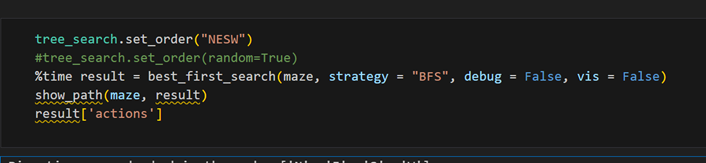 tree_search.set_order("NESW")
#tree_search.set_order(random=True)
%time result = best_first_search(maze, strategy = "BFS", debug = False, vis = False)
show_path(maze, result)
result['actions']